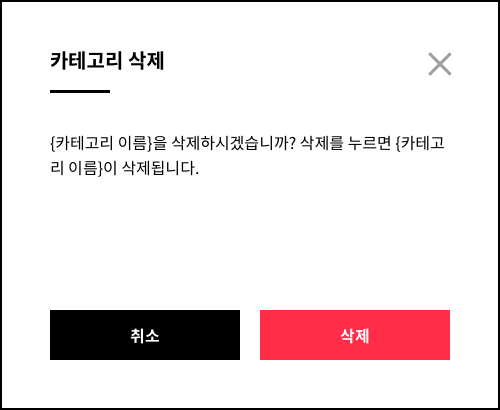 카테고리 삭제
{카테고리 이름}을 삭제하시겠습니까? 삭제를 누르면 {카테고
리 이름}이 삭제됩니다.
취소
삭제